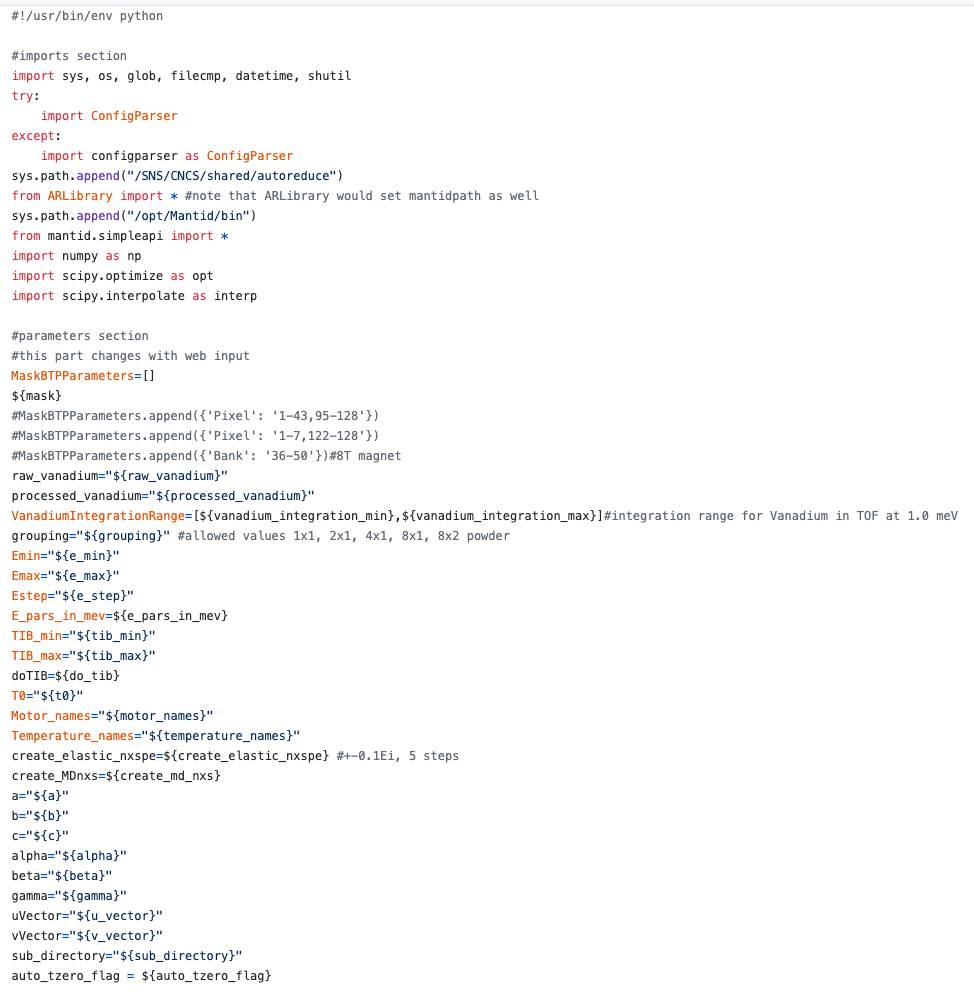 #!/usr/bin/env python
#imports section
import sys, os, glob, filecmp, datetime, shutil
try:
    import ConfigParser
except:
    import configparser as ConfigParser
sys.path.append("/SNS/CNCS/shared/autoreduce")
from ARLibrary import * #note that ARLibrary would set mantidpath as well
sys.path.append("/opt/Mantid/bin")
from mantid.simpleapi import *
import numpy as np
import scipy.optimize as opt
import scipy.interpolate as interp
#parameters section
#this part changes with web input
MaskBTPParameters=[]
${mask}
#MaskBTPParameters.append({'Pixel': '1-43,95-128'})
#MaskBTPParameters.append({'Pixel': '1-7,122-128'})
#MaskBTPParameters.append({'Bank': '36-50'})#8T magnet
raw_vanadium="${raw_vanadium}"
processed_vanadium="${processed_vanadium}"
VanadiumIntegrationRange=[${vanadium_integration_min},${vanadium_integration_max}]#integration range for Vanadium in TOF at 1.0 meV
grouping="${grouping}" #allowed values 1x1, 2x1, 4x1, 8x1, 8x2 powder
Emin="${e_min}"
Emax="${e_max}"
Estep="${e_step}"
E_pars_in_mev=${e_pars_in_mev}
TIB_min="${tib_min}"
TIB_max="${tib_max}"
doTIB=${do_tib}
T0="${t0}"
Motor_names="${motor_names}"
Temperature_names="${temperature_names}"
create_elastic_nxspe=${create_elastic_nxspe} #+-0.1Ei, 5 steps
create_MDnxs=${create_md_nxs}
a="${a}"
b="${b}"
c="${c}"
alpha="${alpha}"
beta="${beta}"
gamma="${gamma}"
uVector="${u_vector}"
vVector="${v_vector}"
sub_directory="${sub_directory}"
auto_tzero_flag = ${auto_tzero_flag}